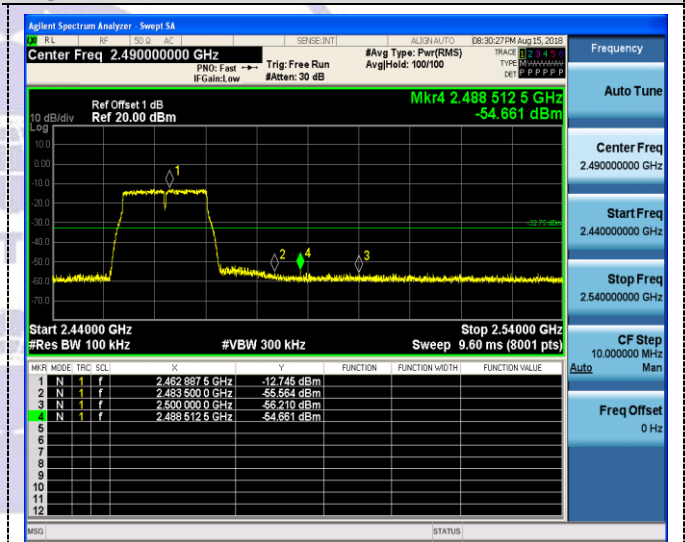 Agilent Spectrum Analyzer - Swept SA
RL RF 50 Ω AC SENSE:INT ALIGN AUTO 08:30:27PM Aug 15, 2018
Center Freq 2.490000000 GHz
PNO: Fast
IFGain:Low
Trig: Free Run
#Atten: 30 dB
#Avg Type: Pwr(RMS)
Avg|Hold: 100/100
TRACE 1 2 3 4 5 6
TYPE
DET P P P P P P
Frequency
Auto Tune
Center Freq
2.490000000 GHz
Start Freq
2.440000000 GHz
Stop Freq
2.540000000 GHz
CF Step
10.000000 MHz
Auto Man
Freq Offset
0 Hz
Mkr4 2.488 512 5 GHz
-54.661 dBm
Ref Offset 1 dB
10 dB/div Ref 20.00 dBm
Log
10.0
0.00
-10.0
-20.0
-30.0
-40.0
-50.0
-60.0
-70.0
1
2
4
3
-32.75 dBm
Start 2.44000 GHz Stop 2.54000 GHz
#Res BW 100 kHz #VBW 300 kHz Sweep 9.60 ms (8001 pts)
MKR MODE TRC SCL X Y FUNCTION FUNCTION WIDTH FUNCTION VALUE
1 N 1 f 2.462 887 5 GHz -12.745 dBm
2 N 1 f 2.483 500 0 GHz -55.564 dBm
3 N 1 f 2.500 000 0 GHz -56.210 dBm
4 N 1 f 2.488 512 5 GHz -54.661 dBm
5
6
7
8
9
10
11
12
MSG STATUS